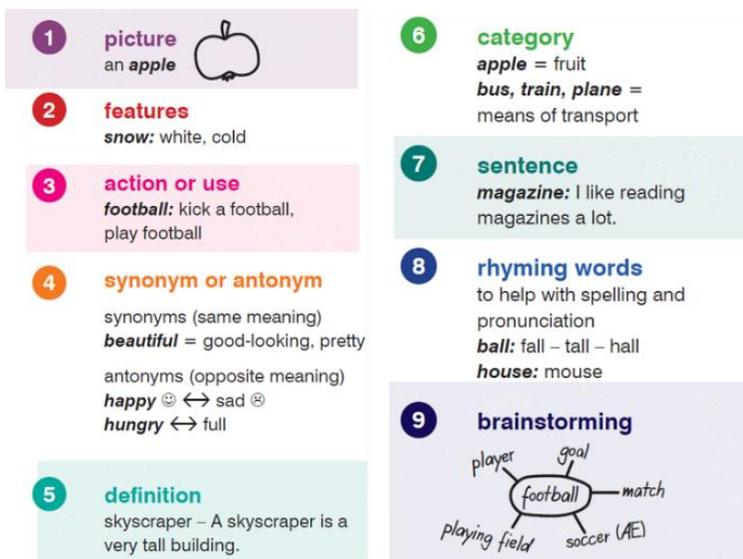 1
picture
an apple
2
features
snow: white, cold
3
action or use
football: kick a football,
play football
4
synonym or antonym
synonyms (same meaning)
beautiful = good-looking, pretty
antonyms (opposite meaning)
happy ☺ ↔ sad ☹
hungry ↔ full
5
definition
skyscraper – A skyscraper is a
very tall building.
6
category
apple = fruit
bus, train, plane =
means of transport
7
sentence
magazine: I like reading
magazines a lot.
8
rhyming words
to help with spelling and
pronunciation
ball: fall – tall – hall
house: mouse
9
brainstorming
player
goal
football
match
playing field
soccer (AE)